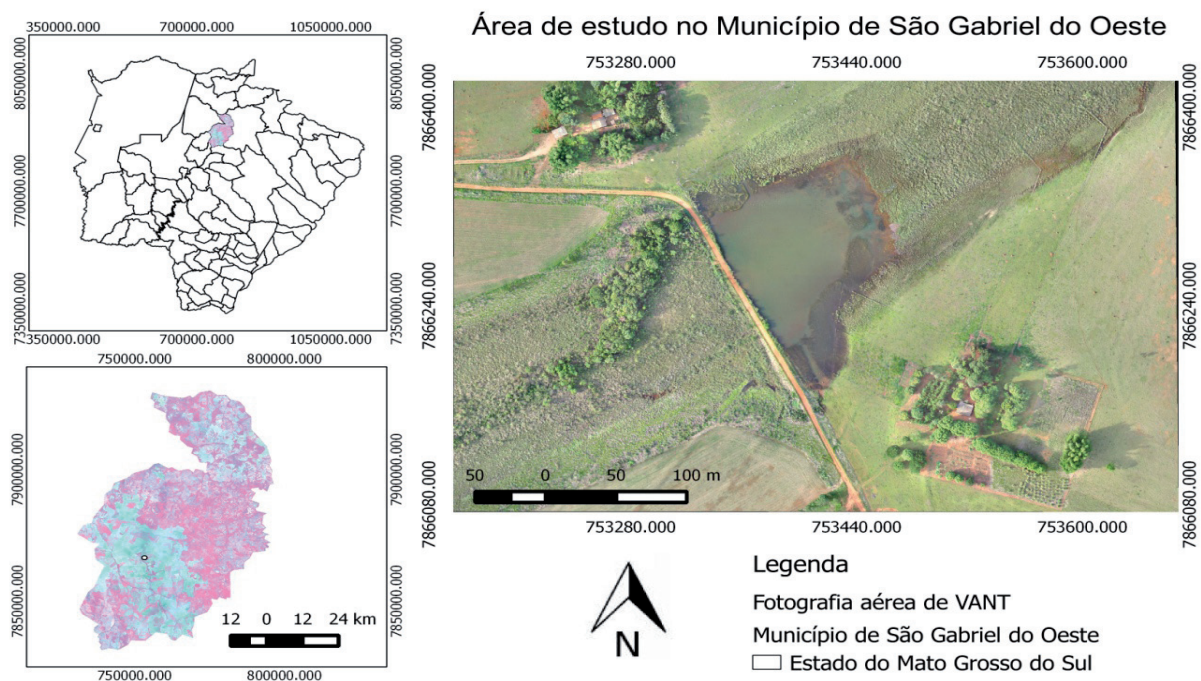 Área de estudo no Município de São Gabriel do Oeste
350000.000 700000.000 1050000.000
8050000.000
7700000.000
7350000.000
8050000.000
7700000.000
7350000.000
350000.000 700000.000 1050000.000
750000.000 800000.000
7900000.000
7850000.000
7900000.000
7850000.000
12 0 12 24 km
750000.000 800000.000
753280.000 753440.000 753600.000
7866400.000
7866240.000
7866080.000
7866400.000
7866240.000
7866080.000
50 0 50 100 m
753280.000 753440.000 753600.000
N
Legenda
Fotografia aérea de VANT
Município de São Gabriel do Oeste
Estado do Mato Grosso do Sul